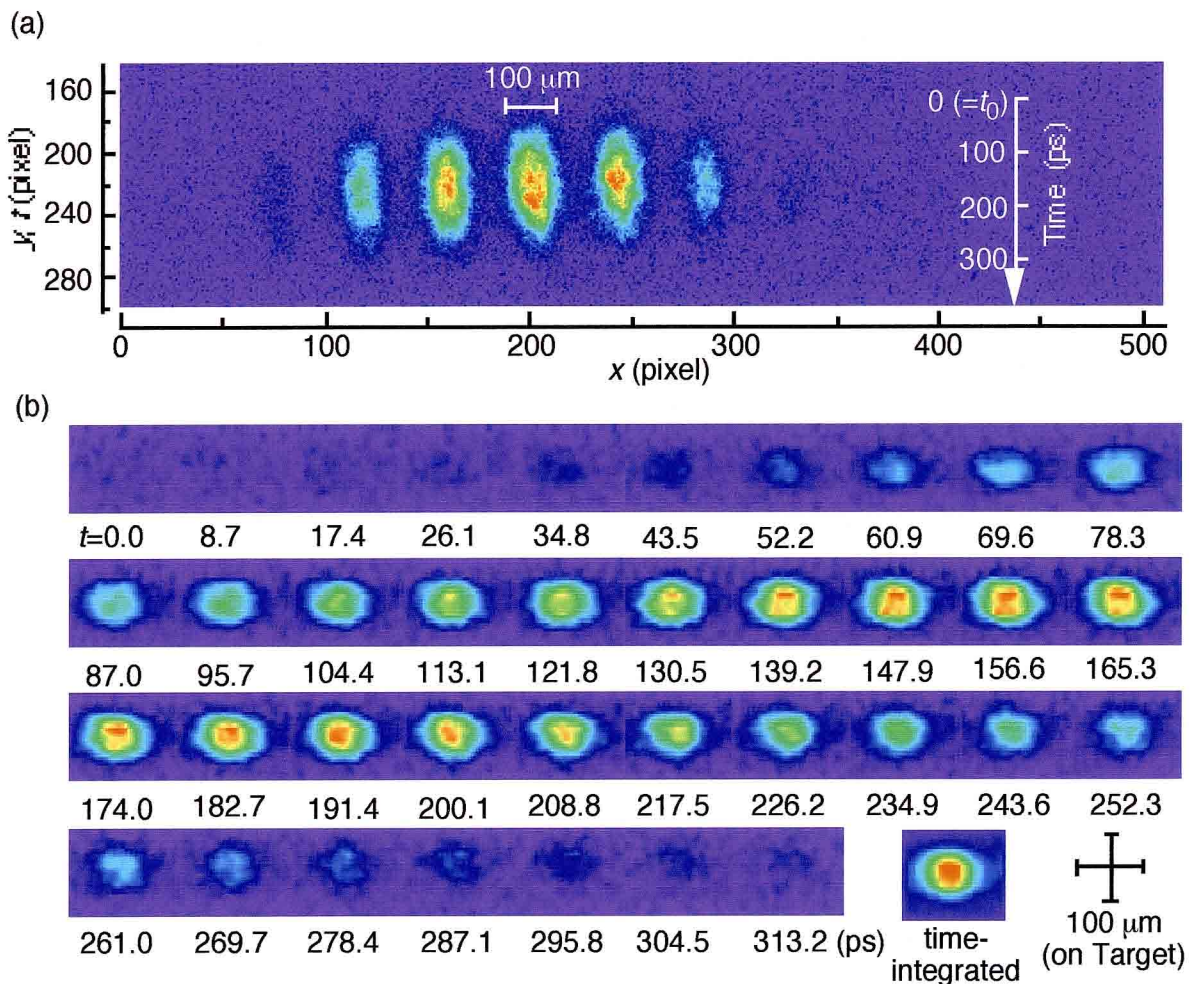 (a)
100 μm
160
200
240
280
y, t (pixel)
0 (=t0)
100
200
300
Time (ps)
0 100 200 300 400 500
x (pixel)
(b)
t=0.0 8.7 17.4 26.1 34.8 43.5 52.2 60.9 69.6 78.3
87.0 95.7 104.4 113.1 121.8 130.5 139.2 147.9 156.6 165.3
174.0 182.7 191.4 200.1 208.8 217.5 226.2 234.9 243.6 252.3
261.0 269.7 278.4 287.1 295.8 304.5 313.2 (ps)
time-
integrated
100 μm
(on Target)